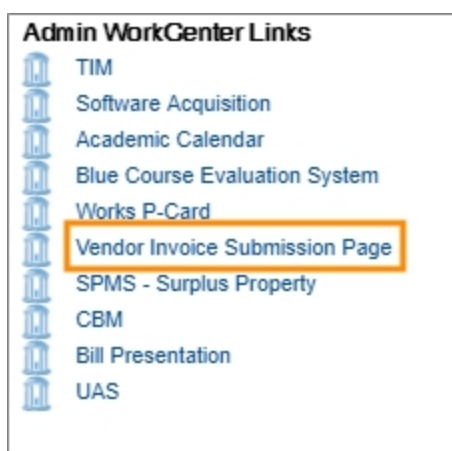 Admin WorkCenter Links
TIM
Software Acquisition
Academic Calendar
Blue Course Evaluation System
Works P-Card
Vendor Invoice Submission Page
SPMS - Surplus Property
CBM
Bill Presentation
UAS